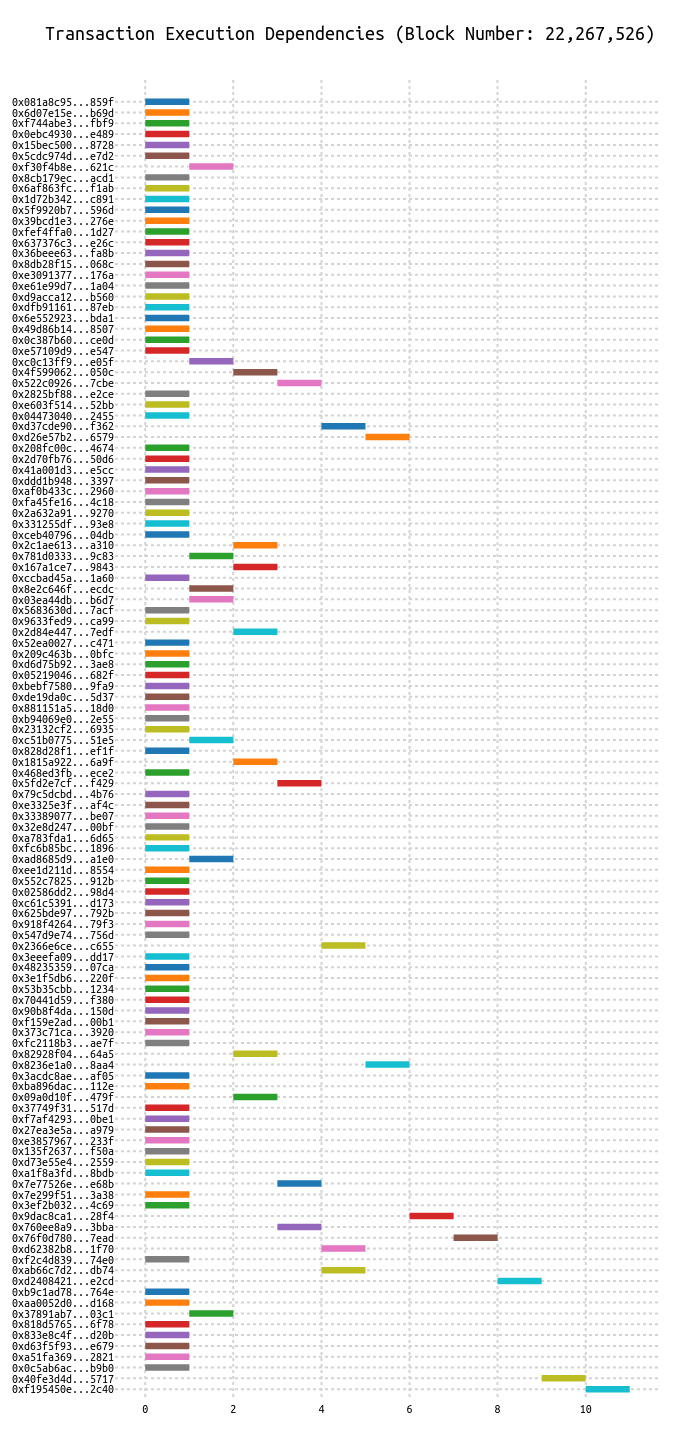 Transaction Execution Dependencies (Block Number: 22,267,526)
0x081a8c95...859f
0x6d07e15e...b69d
0xf744abe3...fbf9
0x0ebc4930...e489
0x15bec500...8728
0x5cdc974d...e7d2
0xf30f4b8e...621c
0x8cb179ec...acd1
0x6af863fc...f1ab
0x1d72b342...c891
0x5f9920b7...596d
0x39bcd1e3...276e
0xfef4ffa0...1d27
0x637376c3...e26c
0x36beee63...fa8b
0x8db28f15...068c
0xe3091377...176a
0xe61e99d7...1a04
0xd9acca12...b560
0xdfb91161...87eb
0x6e552923...bda1
0x49d86b14...8507
0x0c387b60...ce0d
0xe57109d9...e547
0xc0c13ff9...e05f
0x4f599062...050c
0x522c0926...7cbe
0x2825bf88...e2ce
0xe603f514...52bb
0x04473040...2455
0xd37cde90...f362
0xd26e57b2...6579
0x208fc00c...4674
0x2d70fb76...50d6
0x41a001d3...e5cc
0xddd1b948...3397
0xaf0b433c...2960
0xfa45fe16...4c18
0x2a632a91...9270
0x331255df...93e8
0xceb40796...04db
0x2c1ae613...a310
0x781d0333...9c83
0x167a1ce7...9843
0xccbad45a...1a60
0x8e2c646f...ecdc
0x03ea44db...b6d7
0x5683630d...7acf
0x9633fed9...ca99
0x2d84e447...7edf
0x52ea0027...c471
0x209c463b...0bfc
0xd6d75b92...3ae8
0x05219046...682f
0xbebf7580...9fa9
0xde19da0c...5d37
0x881151a5...18d0
0xb94069e0...2e55
0x23132cf2...6935
0xc51b0775...51e5
0x828d28f1...ef1f
0x1815a922...6a9f
0x468ed3fb...ece2
0x5fd2e7cf...f429
0x79c5dcbd...4b76
0xe3325e3f...af4c
0x33389077...be07
0x32e8d247...00bf
0xa783fda1...6d65
0xfc6b85bc...1896
0xad8685d9...a1e0
0xee1d211d...8554
0x552c7825...912b
0x02586dd2...98d4
0xc61c5391...d173
0x625bde97...792b
0x918f4264...79f3
0x547d9e74...756d
0x2366e6ce...c655
0x3eeefa09...dd17
0x48235359...07ca
0x3e1f5db6...220f
0x53b35cbb...1234
0x70441d59...f380
0x90b8f4da...150d
0xf159e2ad...00b1
0x373c71ca...3920
0xfc2118b3...ae7f
0x82928f04...64a5
0x8236e1a0...8aa4
0x3acdc8ae...af05
0xba896dac...112e
0x09a0d10f...479f
0x37749f31...517d
0xf7af4293...0be1
0x27ea3e5a...a979
0xe3857967...233f
0x135f2637...f50a
0xd73e55e4...2559
0xa1f8a3fd...8bdb
0x7e77526e...e68b
0x7e299f51...3a38
0x3ef2b032...4c69
0x9dac8ca1...28f4
0x760ee8a9...3bba
0x76f0d780...7ead
0xd62382b8...1f70
0xf2c4d839...74e0
0xab66c7d2...db74
0xd2408421...e2cd
0xb9c1ad78...764e
0xaa0052d0...d168
0x37891ab7...03c1
0x818d5765...6f78
0x833e8c4f...d20b
0xd63f5f93...e679
0xa51fa369...2821
0x0c5ab6ac...b9b0
0x40fe3d4d...5717
0xf195450e...2c40
0 2 4 6 8 10